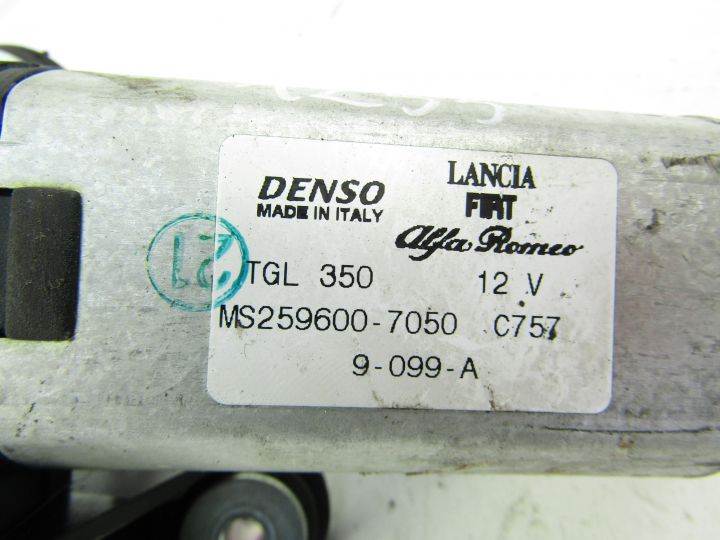 DENSO
MADE IN ITALY
LANCIA
FIAT
Alfa Romeo
21
TGL 350 12 V
MS259600-7050 C757
9-099-A